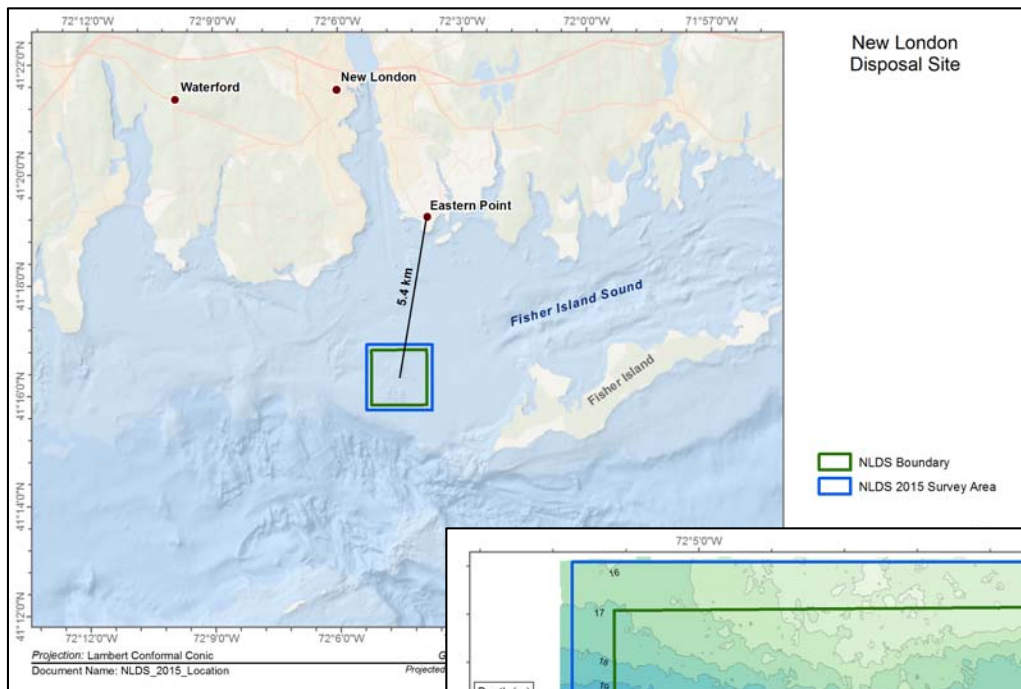 72°12'0"W 72°9'0"W 72°6'0"W 72°3'0"W 72°0'0"W 71°57'0"W
New London
Disposal Site
41°22'0"N
New London
Waterford
41°20'0"N
Eastern Point
41°18'0"N
5.4 km
Fisher Island Sound
41°16'0"N
Fisher Island
NLDS Boundary
NLDS 2015 Survey Area
41°14'0"N
41°12'0"N
72°12'0"W 72°9'0"W 72°6'0"W
Projection: Lambert Conformal Conic
G
Document Name: NLDS_2015_Location
Projected
72°5'0"W
16
17
18
19